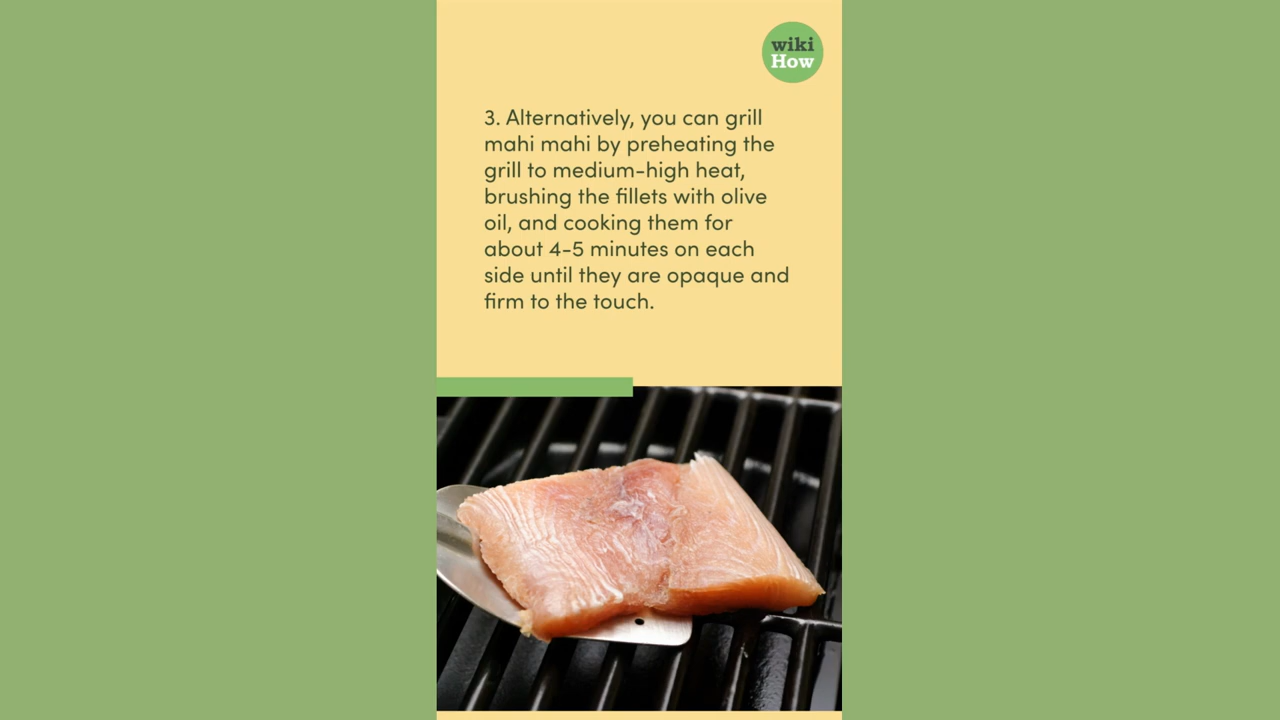 wiki
How
3. Alternatively, you can grill
mahi mahi by preheating the
grill to medium-high heat,
brushing the fillets with olive
oil, and cooking them for
about 4-5 minutes on each
side until they are opaque and
firm to the touch.